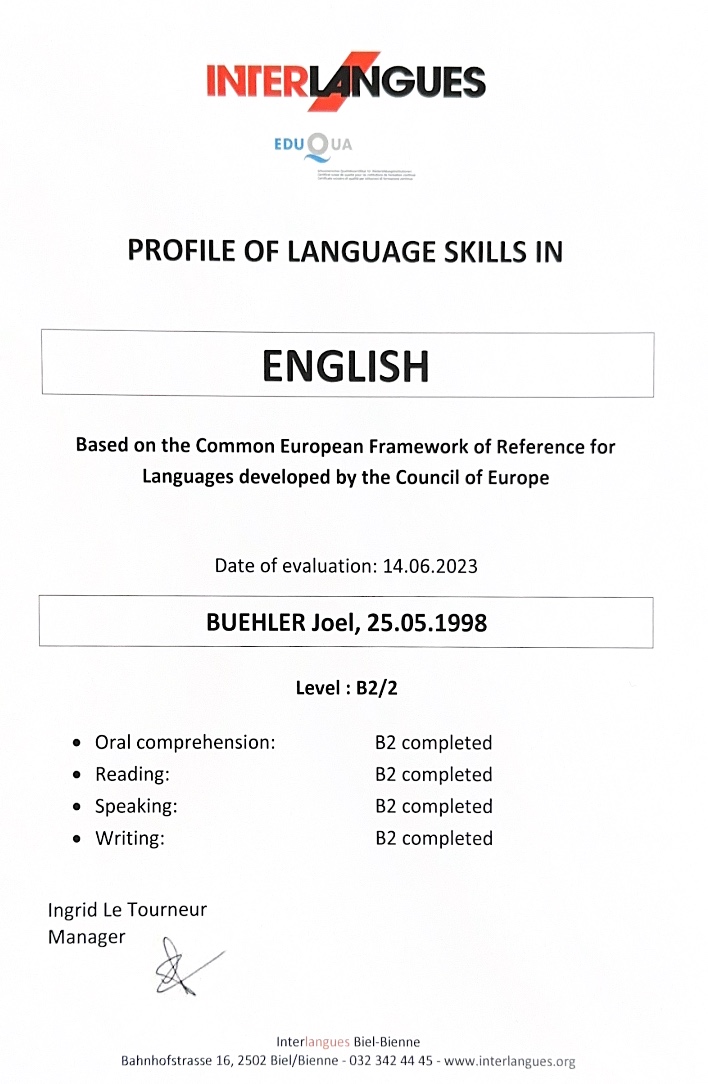 INTERLANGUES
EDUQUA
PROFILE OF LANGUAGE SKILLS IN
ENGLISH
Based on the Common European Framework of Reference for
Languages developed by the Council of Europe
Date of evaluation: 14.06.2023
BUEHLER Joel, 25.05.1998
Level : B2/2
• Oral comprehension: B2 completed
• Reading: B2 completed
• Speaking: B2 completed
• Writing: B2 completed
Ingrid Le Tourneur
Manager
Interlangues Biel-Bienne
Bahnhofstrasse 16, 2502 Biel/Bienne - 032 342 44 45 - www.interlangues.org